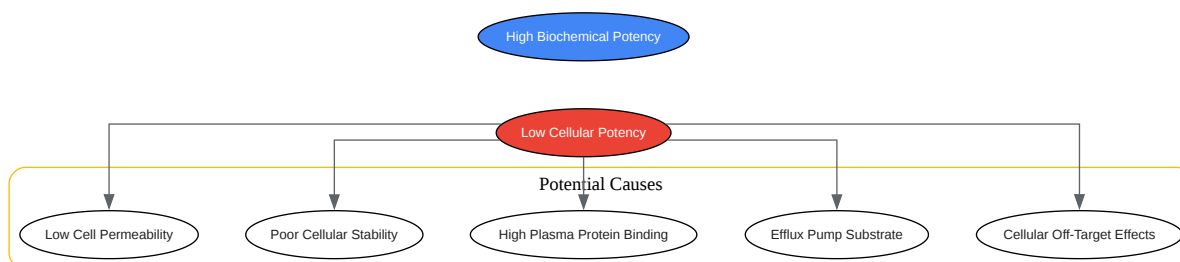 High Biochemical Potency
Low Cellular Potency
Potential Causes
Low Cell Permeability
Poor Cellular Stability
High Plasma Protein Binding
Efflux Pump Substrate
Cellular Off-Target Effects